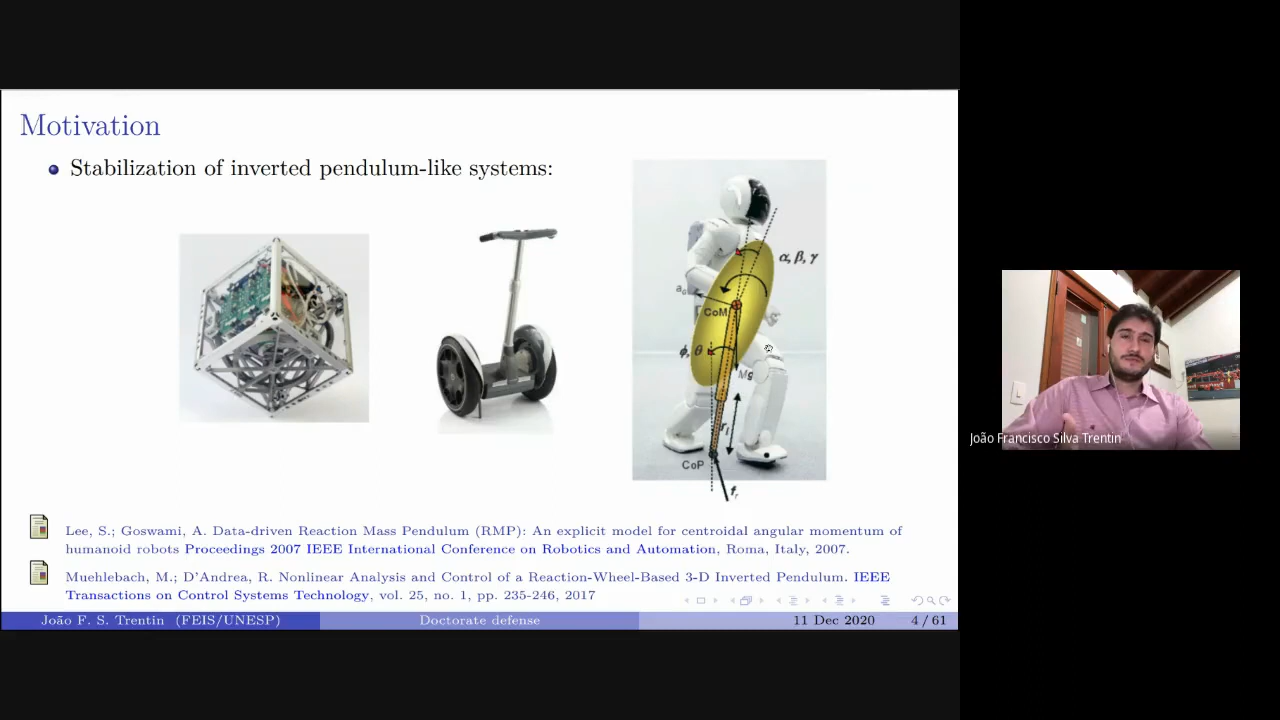 Motivation
Stabilization of inverted pendulum-like systems:
α, β, γ
CoM
ϕ, θ
Mg
CoP
Lee, S.; Goswami, A. Data-driven Reaction Mass Pendulum (RMP): An explicit model for centroidal angular momentum of
humanoid robots Proceedings 2007 IEEE International Conference on Robotics and Automation, Roma, Italy, 2007.
Muehlebach, M.; D'Andrea, R. Nonlinear Analysis and Control of a Reaction-Wheel-Based 3-D Inverted Pendulum. IEEE
Transactions on Control Systems Technology, vol. 25, no. 1, pp. 235-246, 2017
João F. S. Trentin (FEIS/UNESP) Doctorate defense 11 Dec 2020 4 / 61
João Francisco Silva Trentin